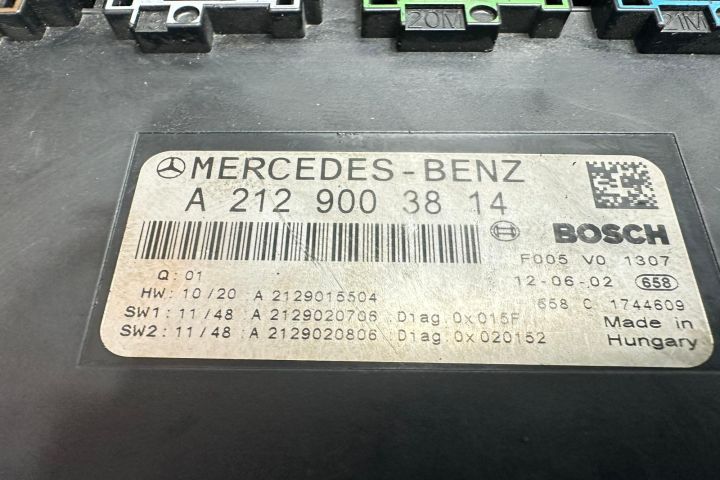 20M
21M
MERCEDES-BENZ
A 212 900 38 14
BOSCH
F005 V0 1307
Q: 01
12-06-02 658
HW: 10/20 A 2129015504
658 C 1744609
SW1: 11/48 A 2129020706 Diag: 0x015F
Made in
SW2: 11/48 A 2129020806 Diag: 0x020152
Hungary